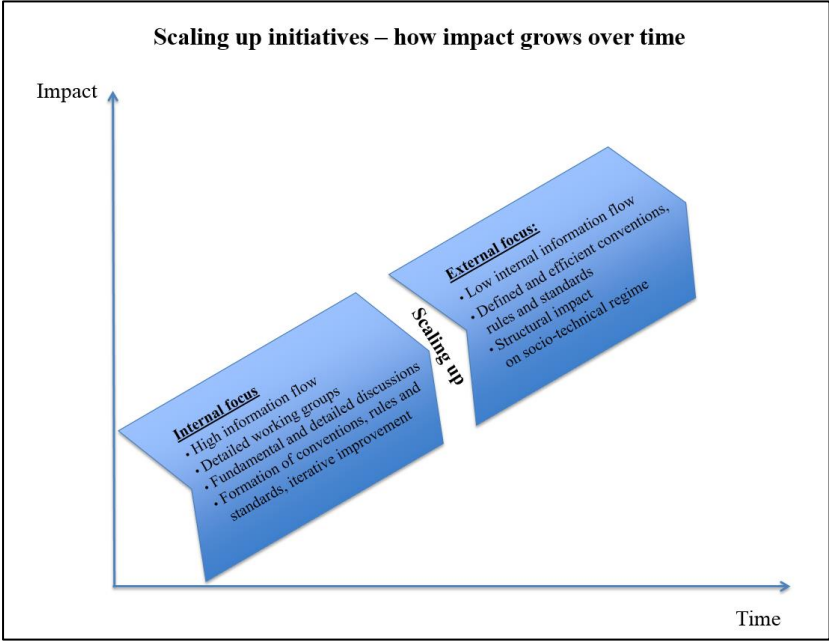 Scaling up initiatives – how impact grows over time
Impact
External focus:
• Low internal information flow
• Defined and efficient conventions,
rules and standards
• Structural impact
on socio-technical regime
Scaling up
Internal focus
• High information flow
• Detailed working groups
• Fundamental and detailed discussions
• Formation of conventions, rules and
standards, iterative improvement
Time